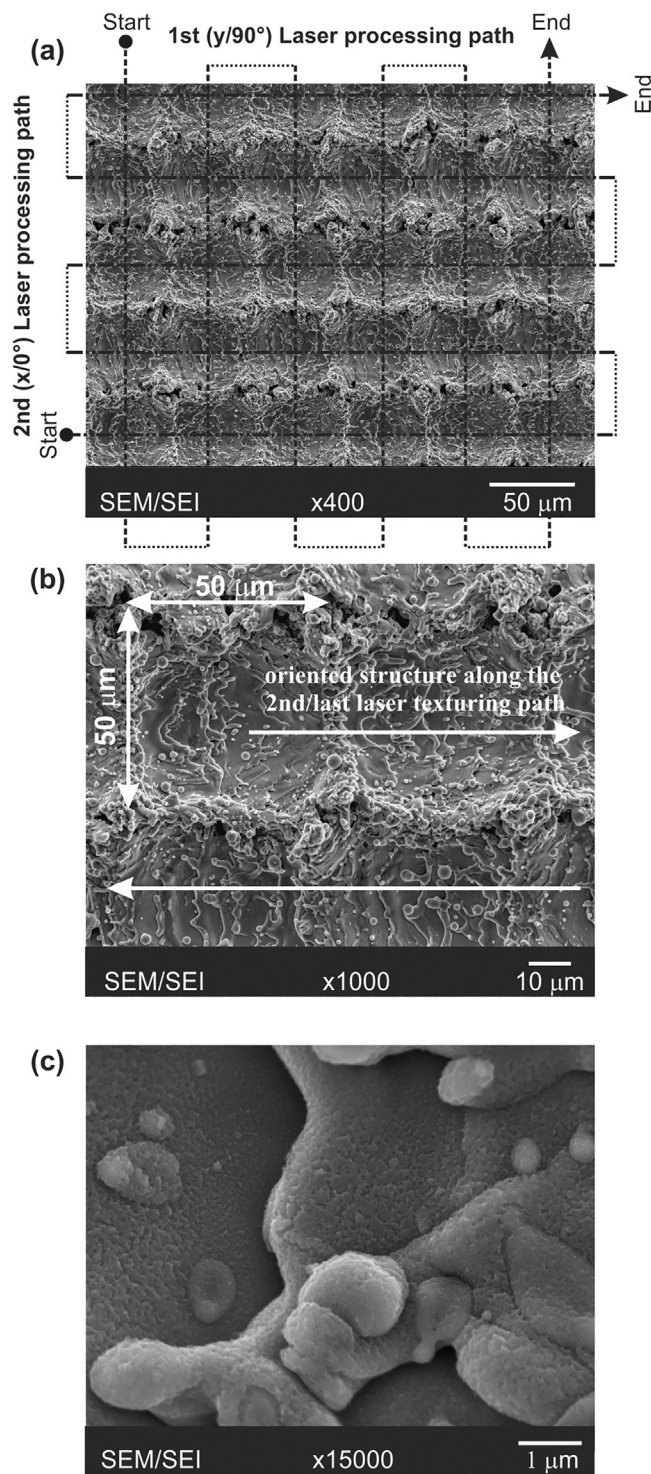 Start
1st (y/90°) Laser processing path
End
(a)
End
2nd (x/0°) Laser processing path
Start
SEM/SEI x400 50 μm
(b)
50 μm
50 μm
oriented structure along the
2nd/last laser texturing path
SEM/SEI x1000 10 μm
(c)
SEM/SEI x15000 1 μm